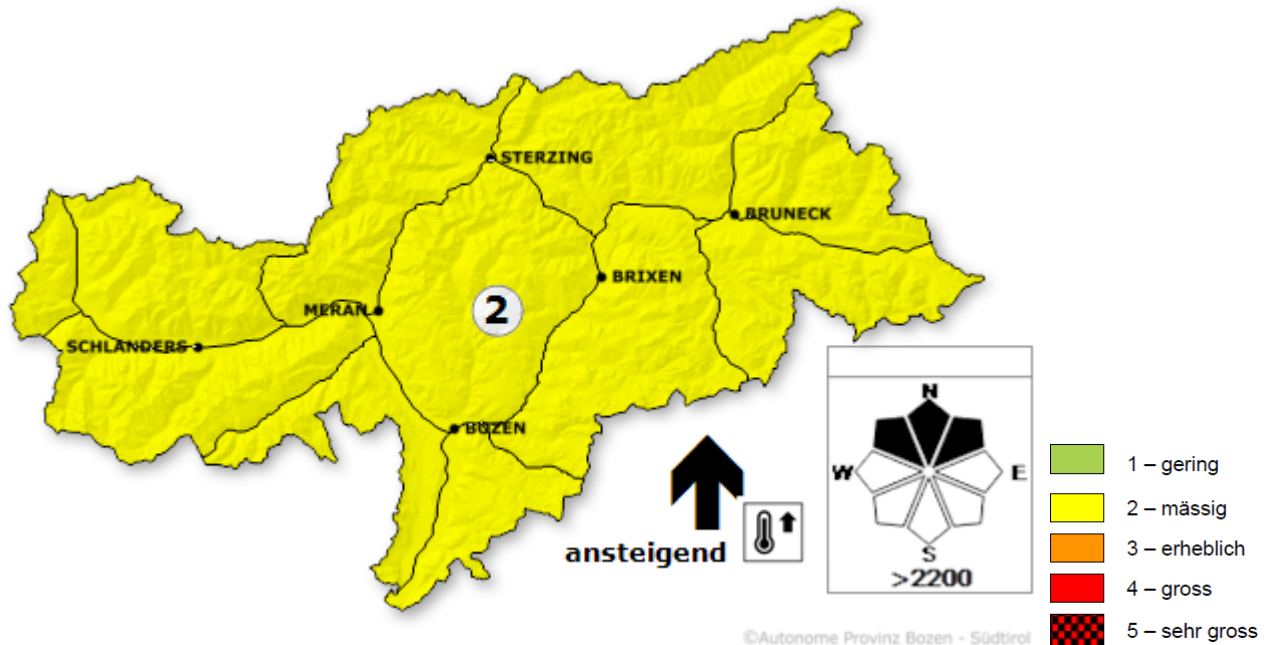 STERZING
BRUNECK
BRIXEN
MERAN
2
SCHLANDERS
BOZEN
ansteigend
N
W
E
S
>2200
1 – gering
2 – mässig
3 – erheblich
4 – gross
5 – sehr gross
©Autonome Provinz Bozen - Südtirol